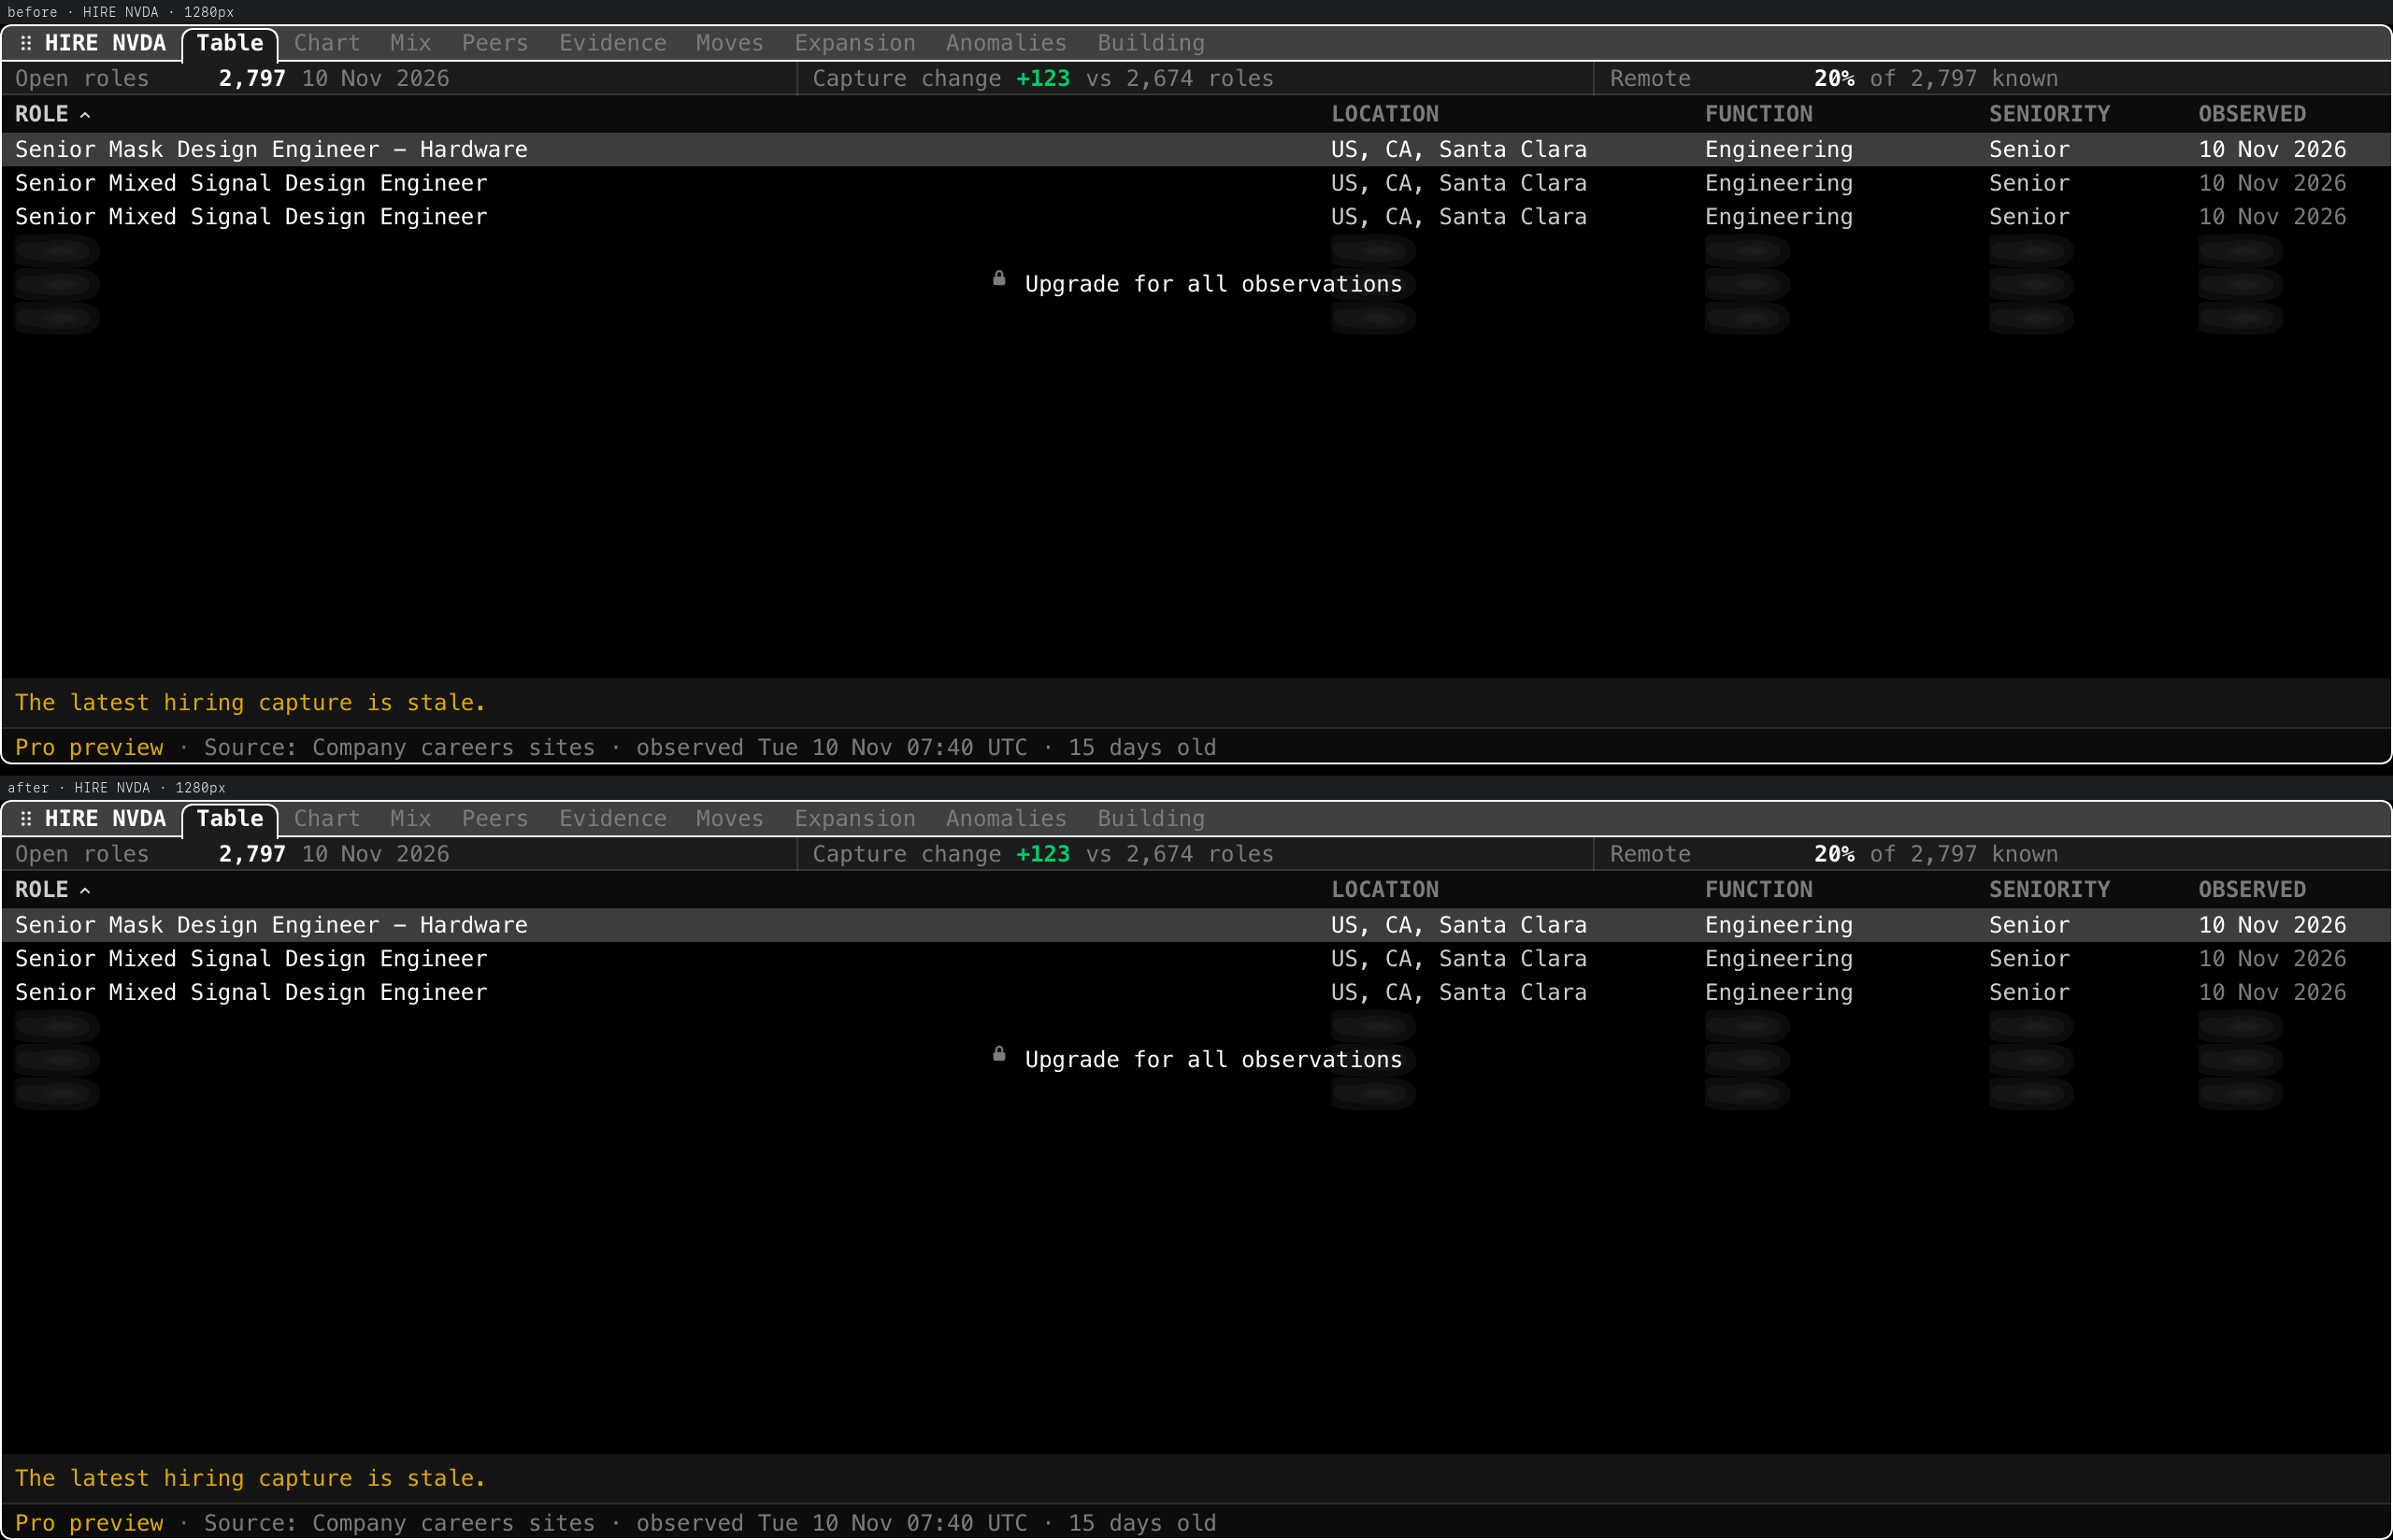 before · HIRE NVDA · 1280px
HIRE NVDA Table Chart Mix Peers Evidence Moves Expansion Anomalies Building
Open roles 2,797 10 Nov 2026 Capture change +123 vs 2,674 roles Remote 20% of 2,797 known
ROLE LOCATION FUNCTION SENIORITY OBSERVED
Senior Mask Design Engineer – Hardware US, CA, Santa Clara Engineering Senior 10 Nov 2026
Senior Mixed Signal Design Engineer US, CA, Santa Clara Engineering Senior 10 Nov 2026
Senior Mixed Signal Design Engineer US, CA, Santa Clara Engineering Senior 10 Nov 2026
Upgrade for all observations
The latest hiring capture is stale.
Pro preview · Source: Company careers sites · observed Tue 10 Nov 07:40 UTC · 15 days old
after · HIRE NVDA · 1280px
HIRE NVDA Table Chart Mix Peers Evidence Moves Expansion Anomalies Building
Open roles 2,797 10 Nov 2026 Capture change +123 vs 2,674 roles Remote 20% of 2,797 known
ROLE LOCATION FUNCTION SENIORITY OBSERVED
Senior Mask Design Engineer – Hardware US, CA, Santa Clara Engineering Senior 10 Nov 2026
Senior Mixed Signal Design Engineer US, CA, Santa Clara Engineering Senior 10 Nov 2026
Senior Mixed Signal Design Engineer US, CA, Santa Clara Engineering Senior 10 Nov 2026
Upgrade for all observations
The latest hiring capture is stale.
Pro preview · Source: Company careers sites · observed Tue 10 Nov 07:40 UTC · 15 days old